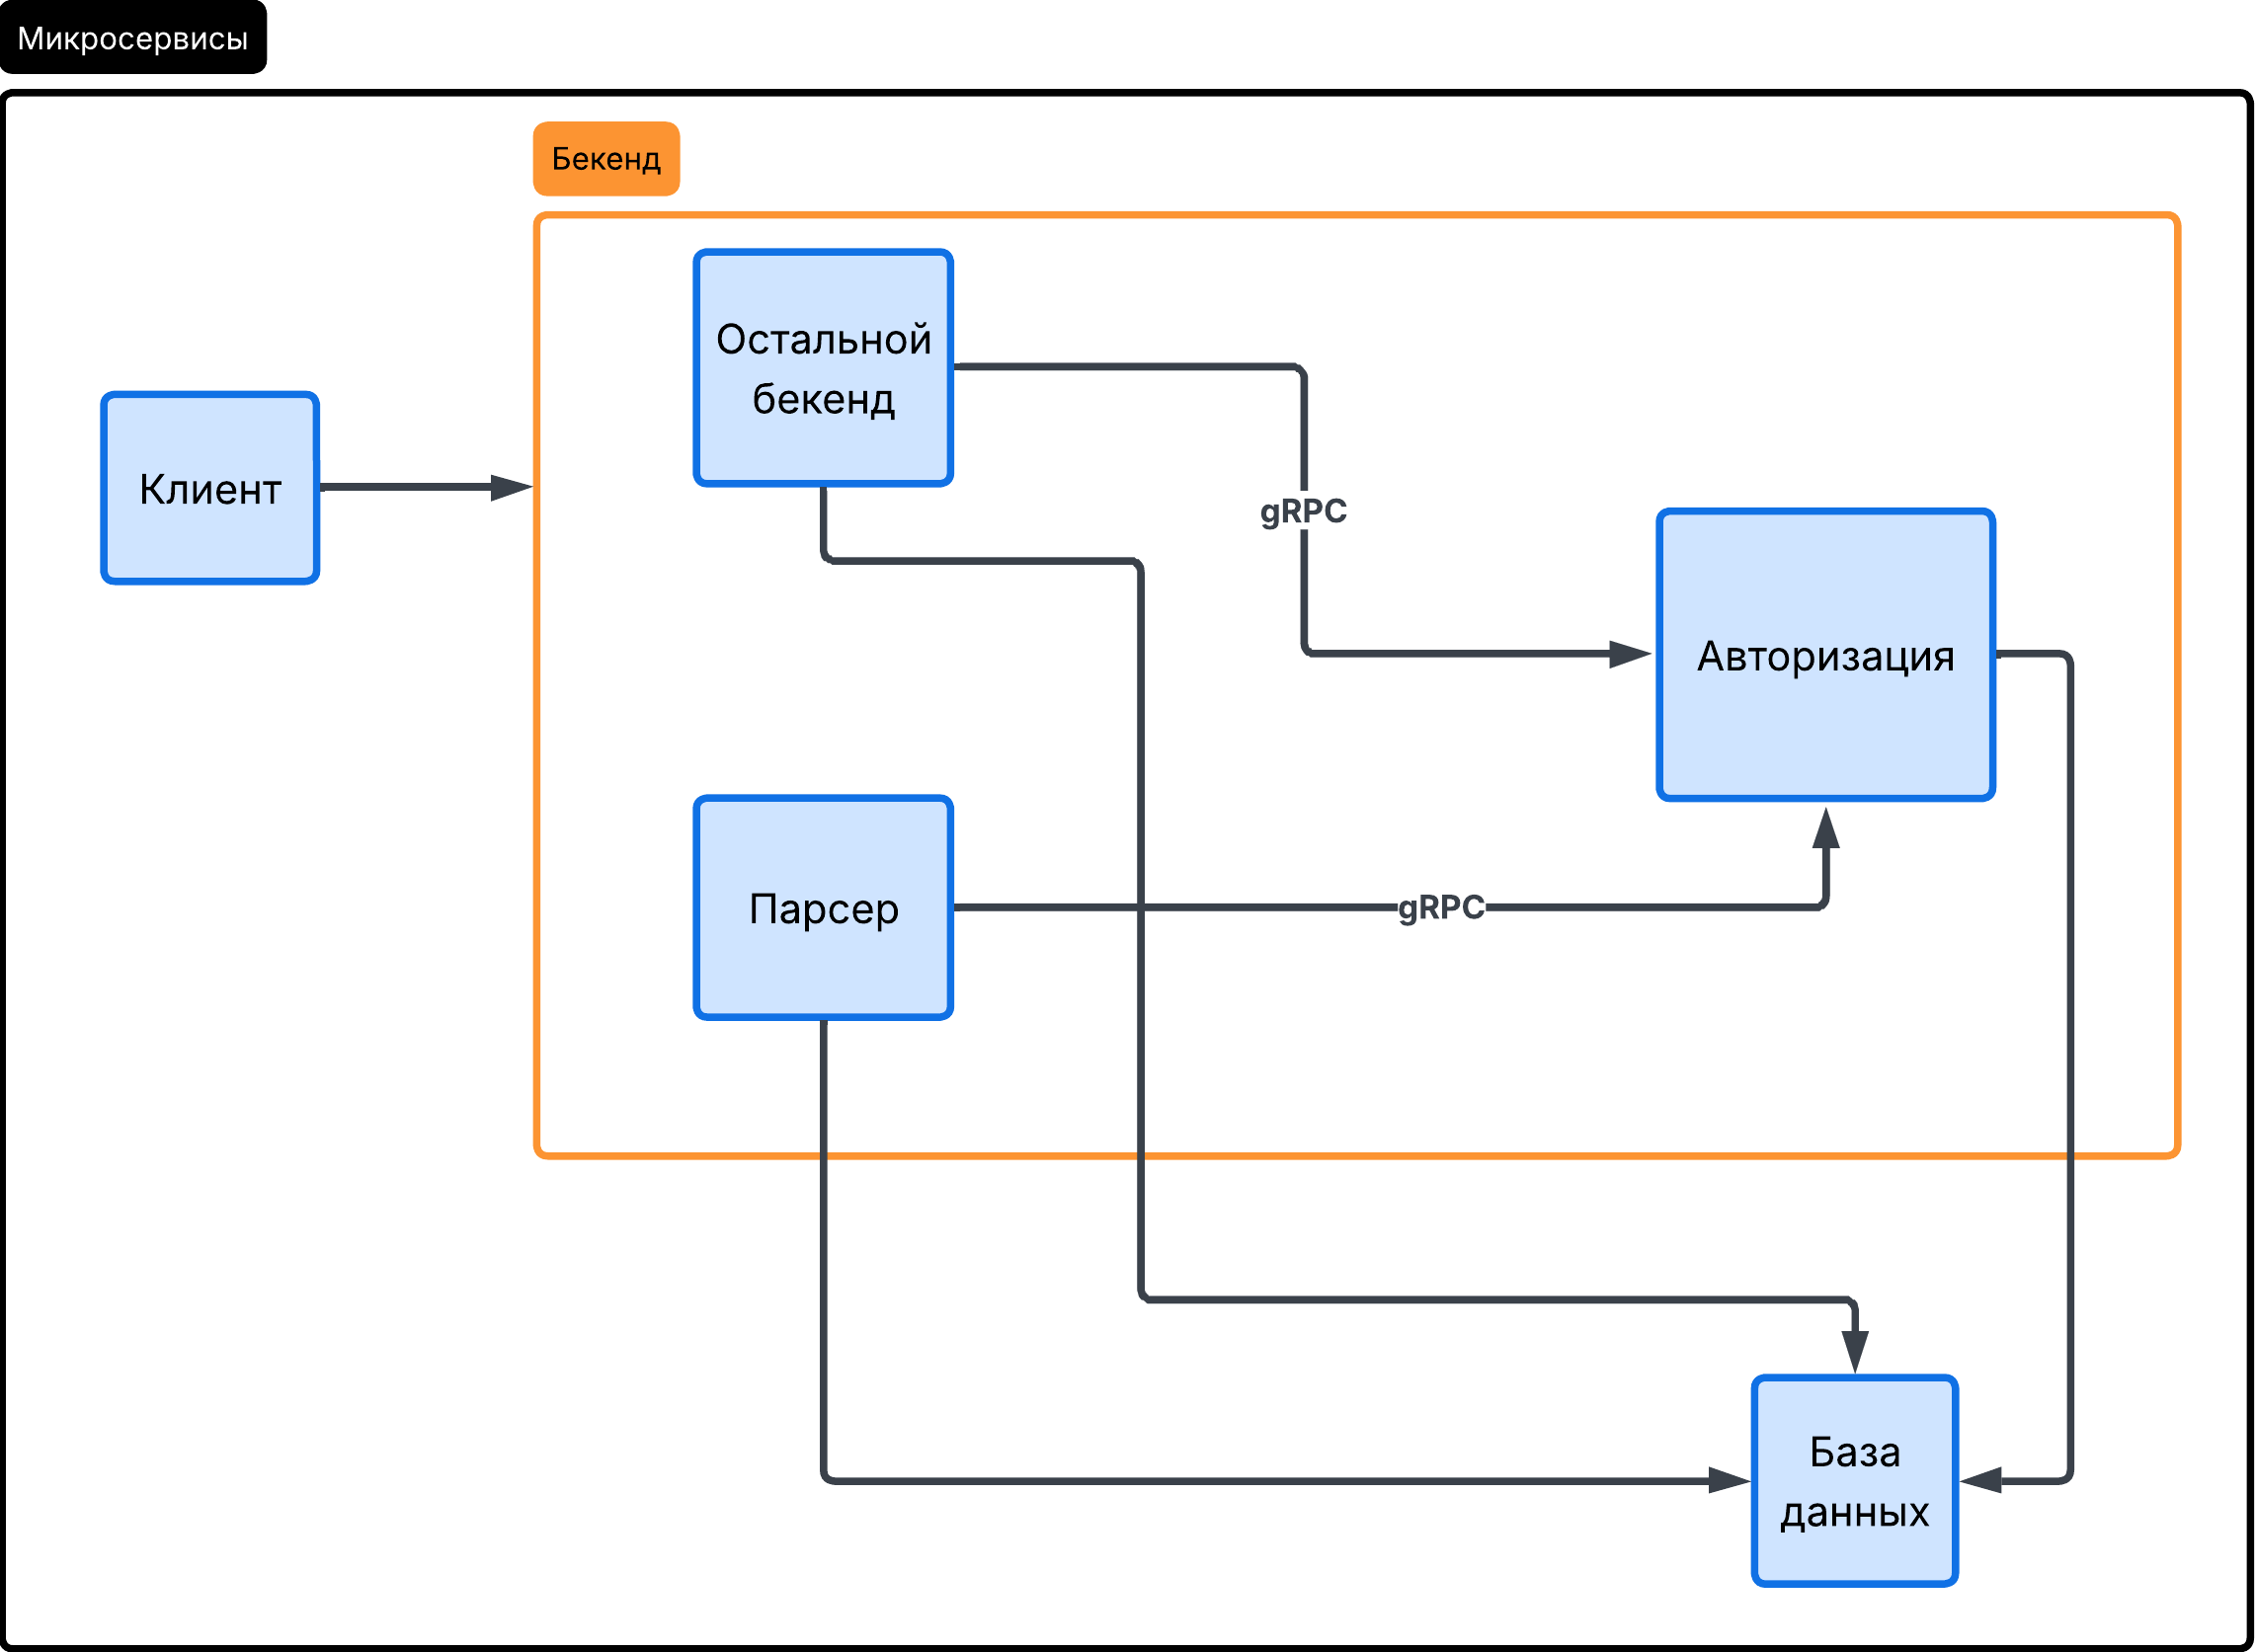 Микросервисы
Бекенд
Остальной
бекенд
Клиент
gRPC
Авторизация
Парсер
gRPC
База
данных